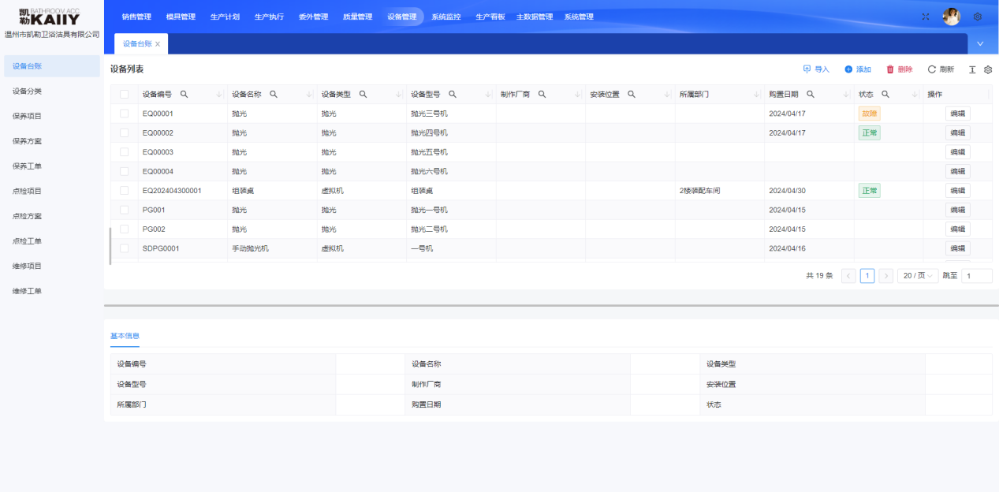 凯勒 BATHROOV ACC. KAIIY
温州市凯勒卫浴洁具有限公司
销售管理 模具管理 生产计划 生产执行 委外管理 质量管理 设备管理 系统监控 生产看板 主数据管理 系统管理
设备台账 ×
设备台账
设备分类
保养项目
保养方案
保养工单
点检项目
点检方案
点检工单
维修项目
维修工单
设备列表 导入 添加 删除 刷新
设备编号 设备名称 设备类型 设备型号 制作厂商 安装位置 所属部门 购置日期 状态 操作
EQ00001 抛光 抛光 抛光三号机 2024/04/17 故障 编辑
EQ00002 抛光 抛光 抛光四号机 2024/04/17 正常 编辑
EQ00003 抛光 抛光 抛光五号机 编辑
EQ00004 抛光 抛光 抛光六号机 编辑
EQ202404300001 组装桌 虚拟机 组装桌 2楼装配车间 2024/04/30 正常 编辑
PG001 抛光 抛光 抛光一号机 2024/04/15 编辑
PG002 抛光 抛光 抛光二号机 2024/04/15 编辑
SDPG0001 手动抛光机 虚拟机 一号机 2024/04/16 编辑
共 19 条 < 1 > 20 / 页 跳至 1
基本信息
设备编号 设备名称 设备类型
设备型号 制作厂商 安装位置
所属部门 购置日期 状态